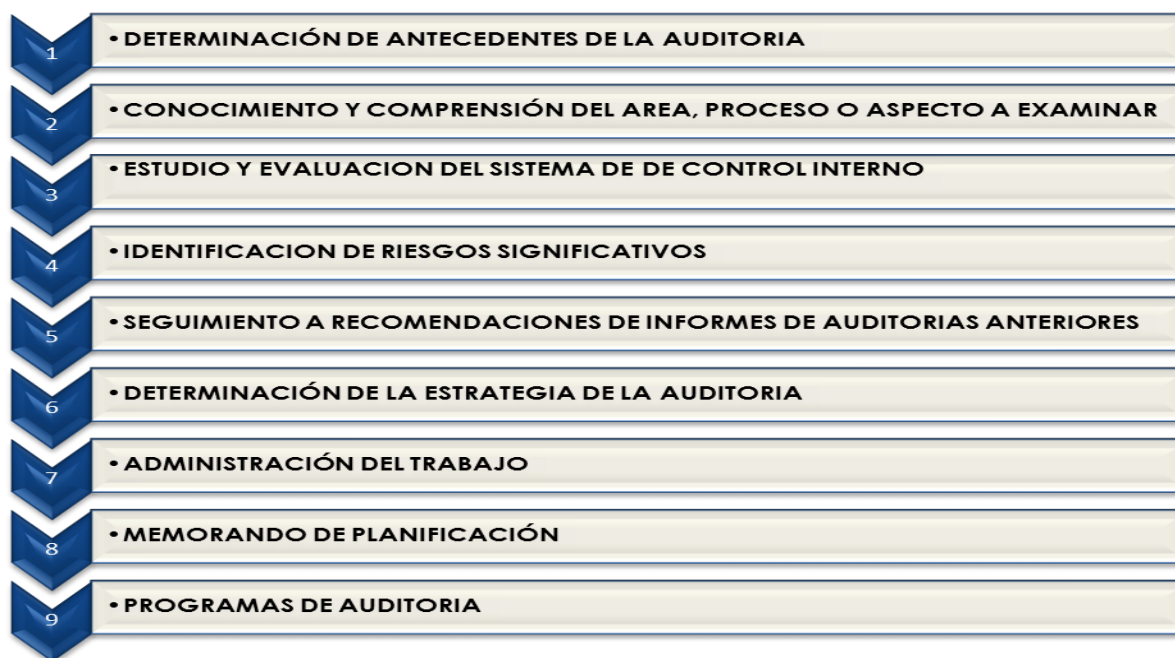 1 • DETERMINACIÓN DE ANTECEDENTES DE LA AUDITORIA
2 • CONOCIMIENTO Y COMPRENSIÓN DEL AREA, PROCESO O ASPECTO A EXAMINAR
3 • ESTUDIO Y EVALUACION DEL SISTEMA DE DE CONTROL INTERNO
4 • IDENTIFICACION DE RIESGOS SIGNIFICATIVOS
5 • SEGUIMIENTO A RECOMENDACIONES DE INFORMES DE AUDITORIAS ANTERIORES
6 • DETERMINACIÓN DE LA ESTRATEGIA DE LA AUDITORIA
7 • ADMINISTRACIÓN DEL TRABAJO
8 • MEMORANDO DE PLANIFICACIÓN
9 • PROGRAMAS DE AUDITORIA